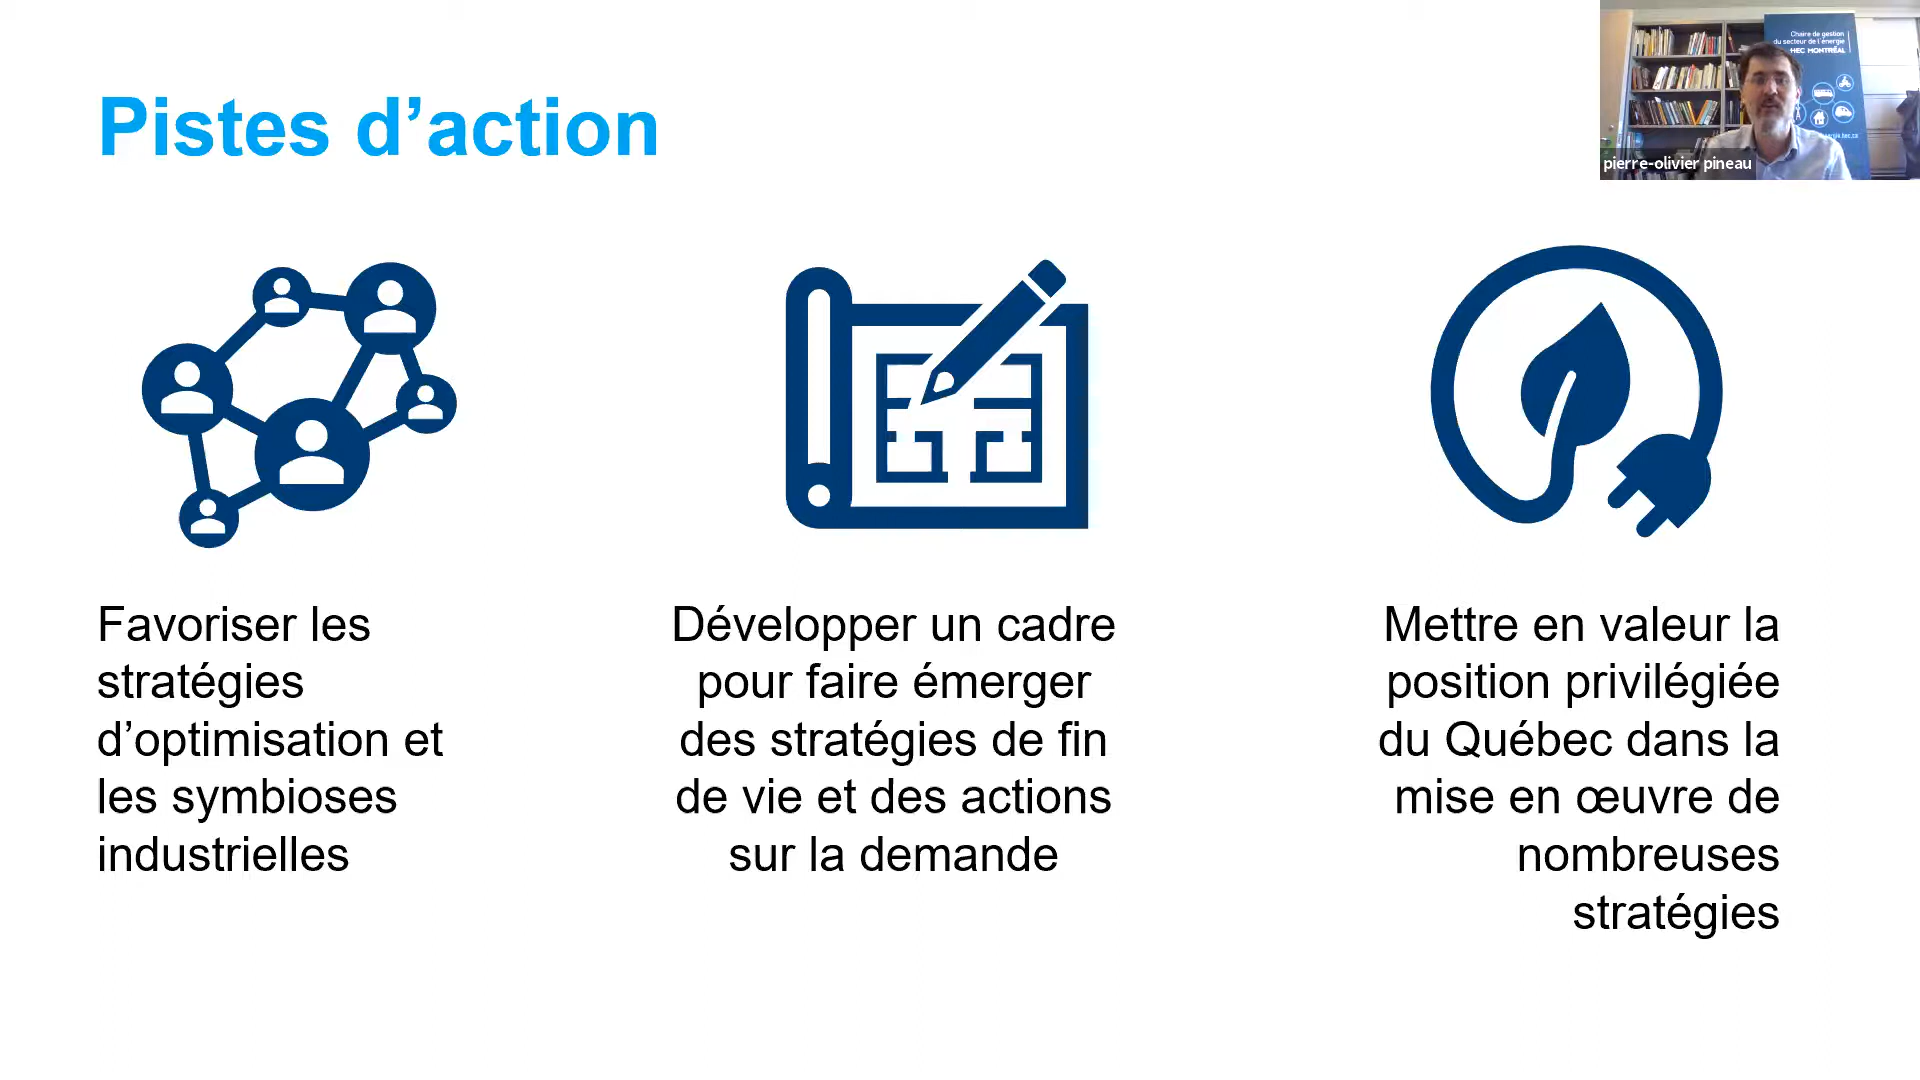 Pistes d’action
Chaire de gestion
du secteur de l'énergie
HEC MONTRÉAL
pierre-olivier pineau
Favoriser les
stratégies
d’optimisation et
les symbioses
industrielles
Développer un cadre
pour faire émerger
des stratégies de fin
de vie et des actions
sur la demande
Mettre en valeur la
position privilégiée
du Québec dans la
mise en œuvre de
nombreuses
stratégies